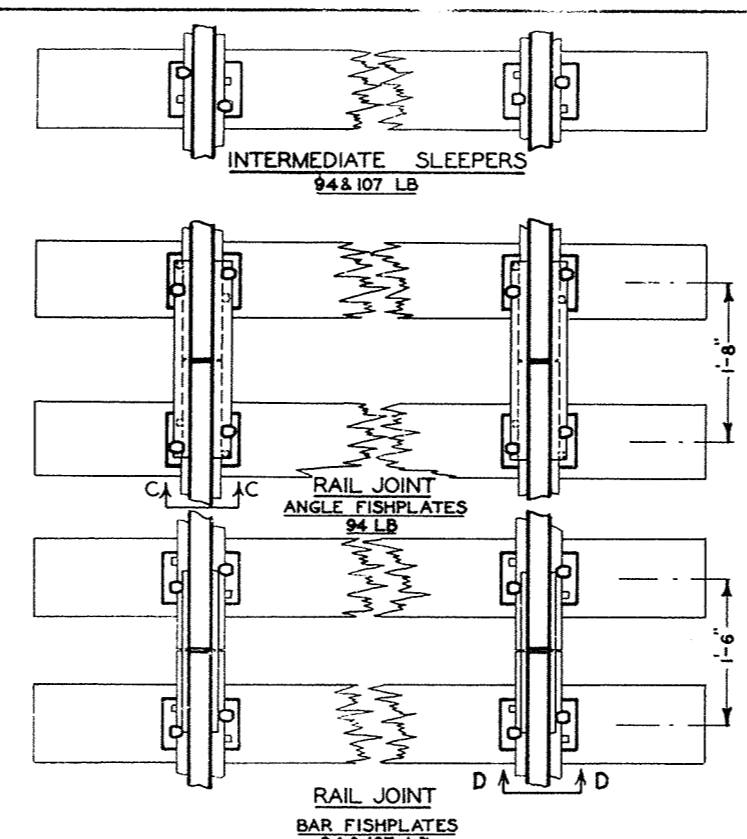 INTERMEDIATE SLEEPERS
94 & 107 LB
1'-8"
C C
RAIL JOINT
ANGLE FISHPLATES
94 LB
1'-6"
D D
RAIL JOINT
BAR FISHPLATES